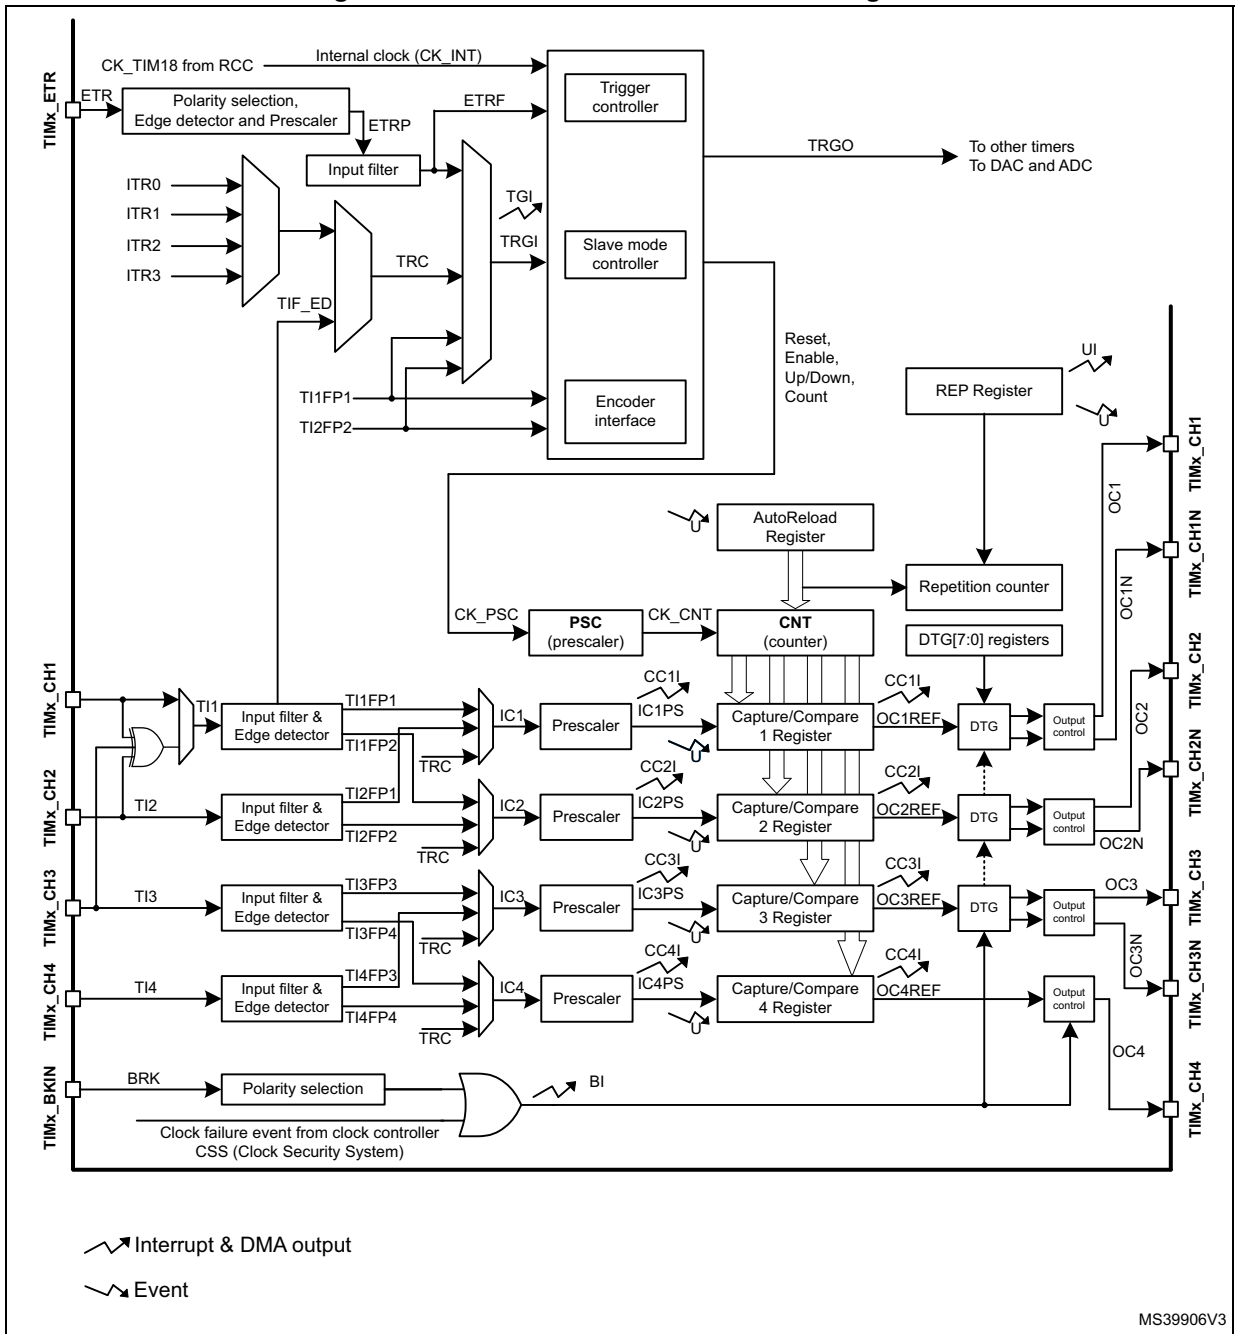 CK_TIM18 from RCC
Internal clock (CK_INT)
TIMx_ETR
ETR
Polarity selection,
Edge detector and Prescaler
ETRP
ETRF
Input filter
Trigger
controller
TRGO
To other timers
To DAC and ADC
ITR0
ITR1
ITR2
ITR3
TGI
TRGI
TRC
TIF_ED
Slave mode
controller
Reset,
Enable,
Up/Down,
Count
TI1FP1
TI2FP2
Encoder
interface
REP Register
UI
U
AutoReload
Register
U
Repetition counter
CK_PSC
PSC
(prescaler)
CK_CNT
CNT
(counter)
DTG[7:0] registers
TIMx_CH1
TI1
Input filter &
Edge detector
TI1FP1
TI1FP2
TRC
IC1
Prescaler
CC1I
IC1PS
U
Capture/Compare
1 Register
CC1I
OC1REF
DTG
Output
control
OC1
TIMx_CH1
OC1N
TIMx_CH1N
TIMx_CH2
TI2
Input filter &
Edge detector
TI2FP1
TI2FP2
TRC
IC2
Prescaler
CC2I
IC2PS
U
Capture/Compare
2 Register
CC2I
OC2REF
DTG
Output
control
OC2
TIMx_CH2
OC2N
TIMx_CH2N
TIMx_CH3
TI3
Input filter &
Edge detector
TI3FP3
TI3FP4
TRC
IC3
Prescaler
CC3I
IC3PS
U
Capture/Compare
3 Register
CC3I
OC3REF
DTG
Output
control
OC3
TIMx_CH3
OC3N
TIMx_CH3N
TIMx_CH4
TI4
Input filter &
Edge detector
TI4FP3
TI4FP4
TRC
IC4
Prescaler
CC4I
IC4PS
U
Capture/Compare
4 Register
CC4I
OC4REF
Output
control
OC4
TIMx_CH4
TIMx_BKIN
BRK
Polarity selection
BI
Clock failure event from clock controller
CSS (Clock Security System)
Interrupt & DMA output
Event
MS39906V3